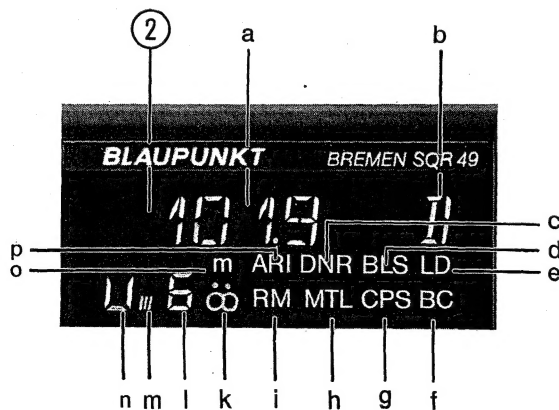 2 a b
BLAUPUNKT BREMEN SQR 49
101.9 D
c
p d
m ARI DNR BLS LD
o e
U 6 RM MTL CPS BC
n m l k i h g f